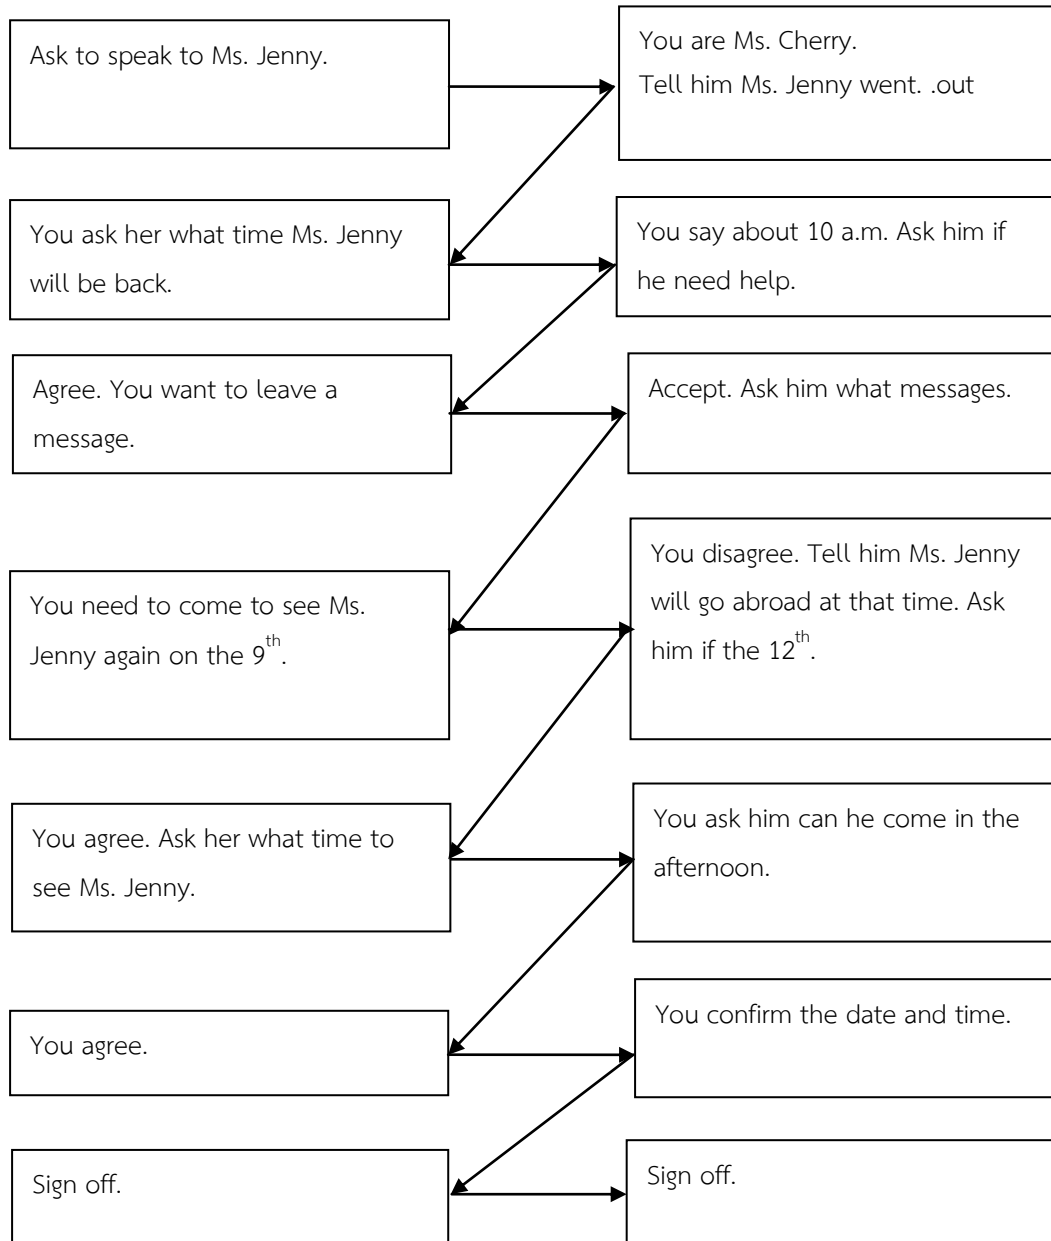 Ask to speak to Ms. Jenny.
You are Ms. Cherry.
Tell him Ms. Jenny went. .out
You ask her what time Ms. Jenny
will be back.
You say about 10 a.m. Ask him if
he need help.
Agree. You want to leave a
message.
Accept. Ask him what messages.
You need to come to see Ms.
Jenny again on the 9th.
You disagree. Tell him Ms. Jenny
will go abroad at that time. Ask
him if the 12th.
You agree. Ask her what time to
see Ms. Jenny.
You ask him can he come in the
afternoon.
You agree.
You confirm the date and time.
Sign off.
Sign off.